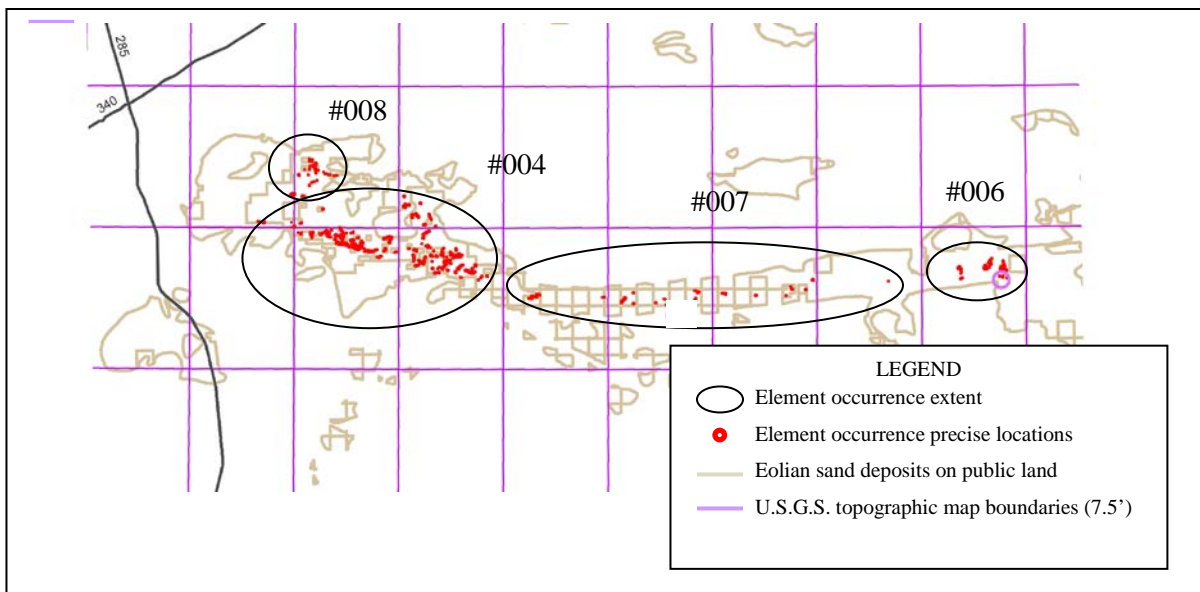 285
340
#008
#004
#007
#006
LEGEND
Element occurrence extent
Element occurrence precise locations
Eolian sand deposits on public land
U.S.G.S. topographic map boundaries (7.5’)